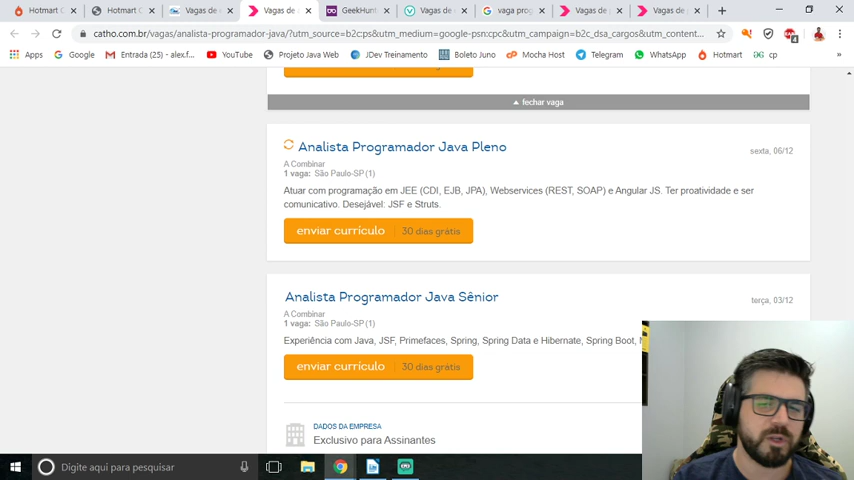 Hotmart C
Hotmart C
Vagas de
Vagas de
GeekHunt
Vagas de
vaga prog
Vagas de
Vagas de
catho.com.br/vagas/analista-programador-java/?utm_source=b2c:ps&utm_medium=google-psn:cpc&utm_campaign=b2c_dsa_cargos&utm_content...
Apps
Google
Entrada (215) – alex.f...
YouTube
Projeto Java Web
JDev Treinamento
Boleto Juno
Mocha Host
Telegram
WhatsApp
Hotmart
cp
»
fechar vaga
Analista Programador Java Pleno
sexta, 06/12
A Combinar
1 vaga: São Paulo-SP (1)
Atuar com programação em JEE (CDI, EJB, JPA), Webservices (REST, SOAP) e Angular JS. Ter proatividade e ser
comunicativo. Desejável: JSF e Struts.
enviar currículo | 30 dias grátis
Analista Programador Java Sênior
terça, 03/12
A Combinar
1 vaga: São Paulo-SP (1)
Experiência com Java, JSF, Primefaces, Spring, Spring Data e Hibernate, Spring Boot,
enviar currículo | 30 dias grátis
DADOS DA EMPRESA
Exclusivo para Assinantes
Digite aqui para pesquisar